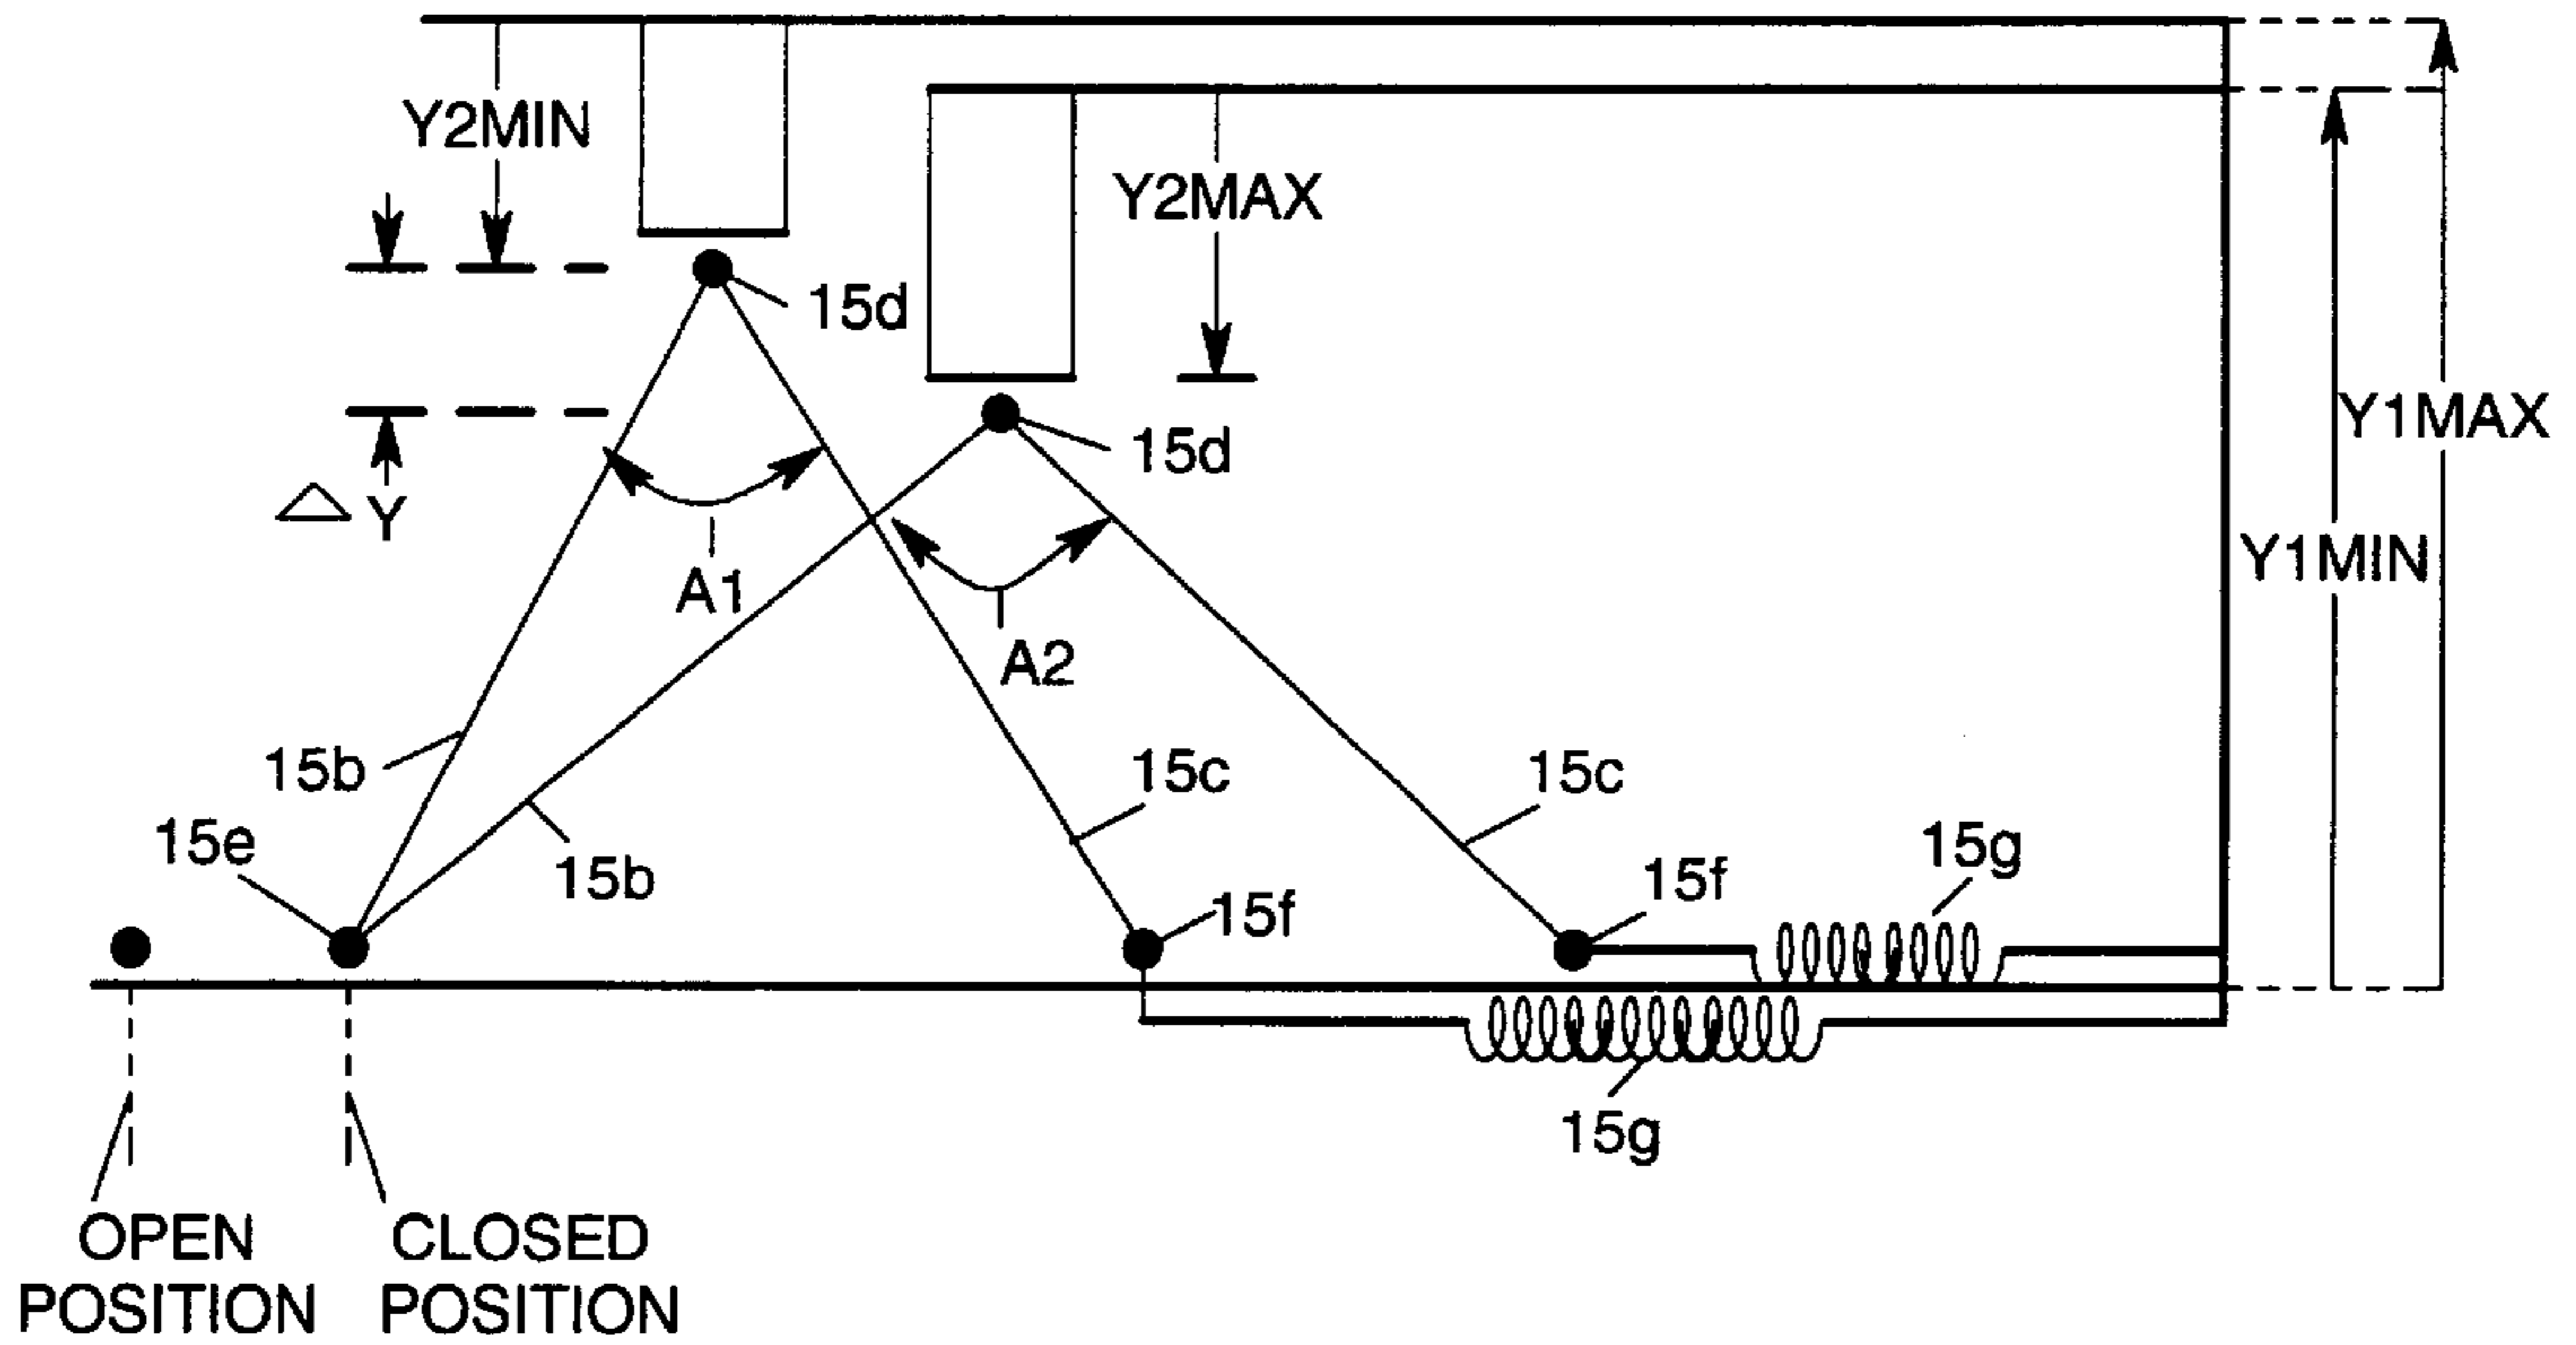 Y2MIN
Y2MAX
15d
Y1MAX
15d
△ Y
Y1MIN
A1
A2
15b
15c
15c
15e
15b
15f
15g
15f
15g
OPEN
POSITION
CLOSED
POSITION